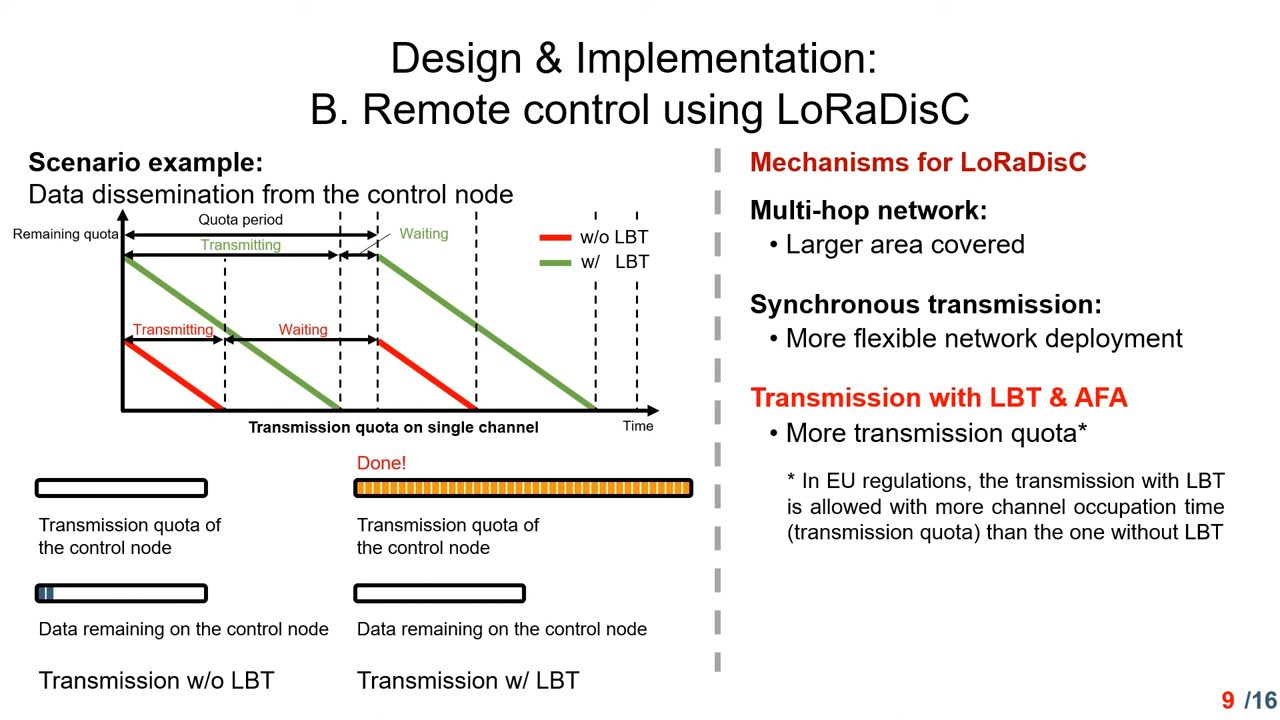 Design & Implementation:
B. Remote control using LoRaDisC
Scenario example:
Data dissemination from the control node
Remaining quota
Quota period
Transmitting
Waiting
w/o LBT
w/ LBT
Transmitting
Waiting
Transmission quota on single channel
Time
Done!
Transmission quota of
the control node
Transmission quota of
the control node
Data remaining on the control node
Data remaining on the control node
Transmission w/o LBT
Transmission w/ LBT
Mechanisms for LoRaDisC
Multi-hop network:
• Larger area covered
Synchronous transmission:
• More flexible network deployment
Transmission with LBT & AFA
• More transmission quota*
* In EU regulations, the transmission with LBT
is allowed with more channel occupation time
(transmission quota) than the one without LBT
9 /16